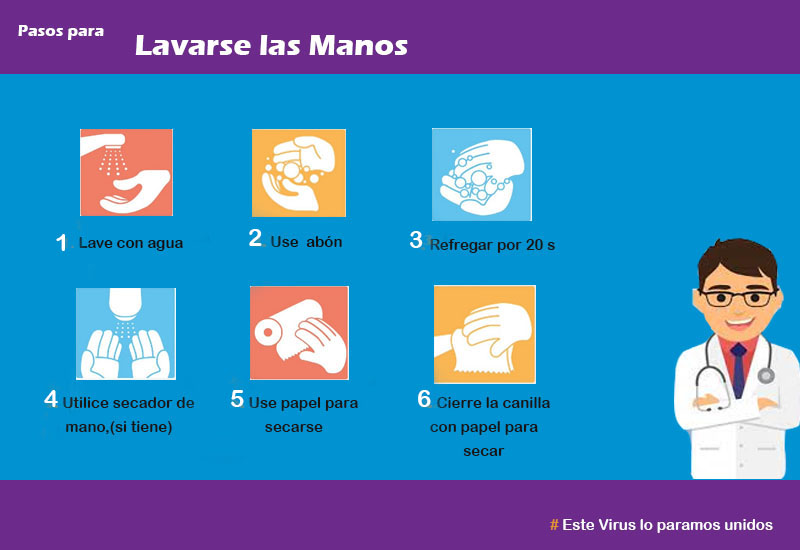 Pasos para
Lavarse las Manos
1 Lave con agua
2 Use abón
3 Refregar por 20 s
4 Utilice secador de
mano,(si tiene)
5 Use papel para
secarse
6 Cierre la canilla
con papel para
secar
# Este Virus lo paramos unidos